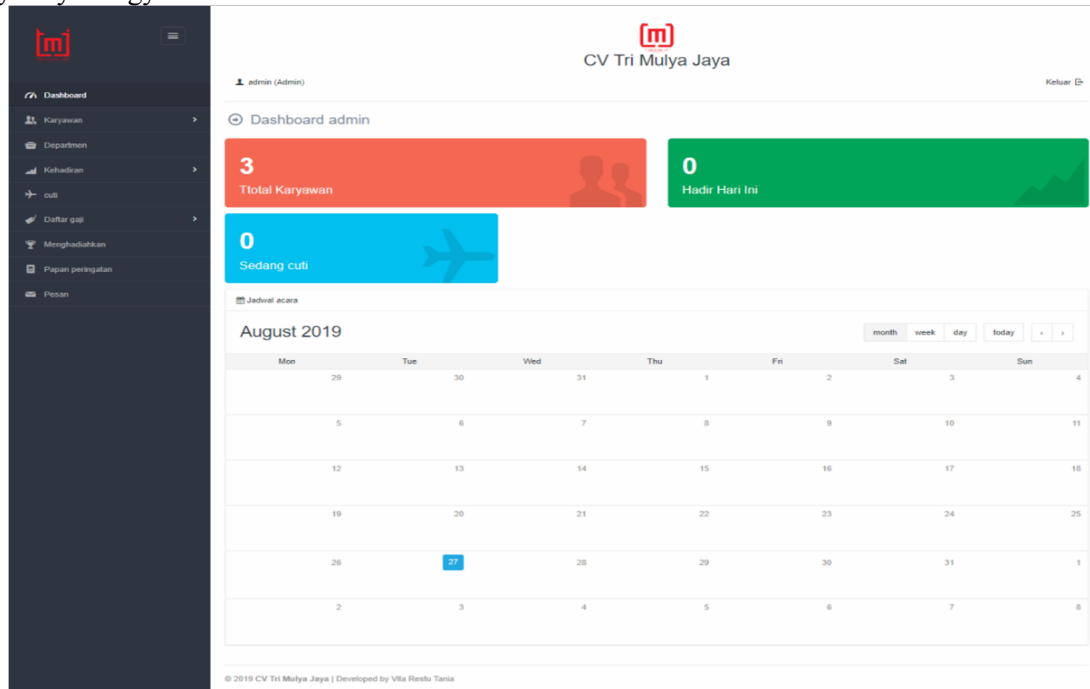 CV Tri Mulya Jaya
admin (Admin)
Keluar
Dashboard
Karyawan
Departmen
Kehadiran
cuti
Daftar gaji
Menghadiahkan
Papan peringatan
Pesan
Dashboard admin
3
Ttotal Karyawan
0
Hadir Hari Ini
0
Sedang cuti
Jadwal acara
August 2019
month week day today
Mon Tue Wed Thu Fri Sat Sun
29 30 31 1 2 3 4
5 6 7 8 9 10 11
12 13 14 15 16 17 18
19 20 21 22 23 24 25
26 27 28 29 30 31 1
2 3 4 5 6 7 8
© 2019 CV Tri Mulya Jaya | Developed by Vita Restu Tania